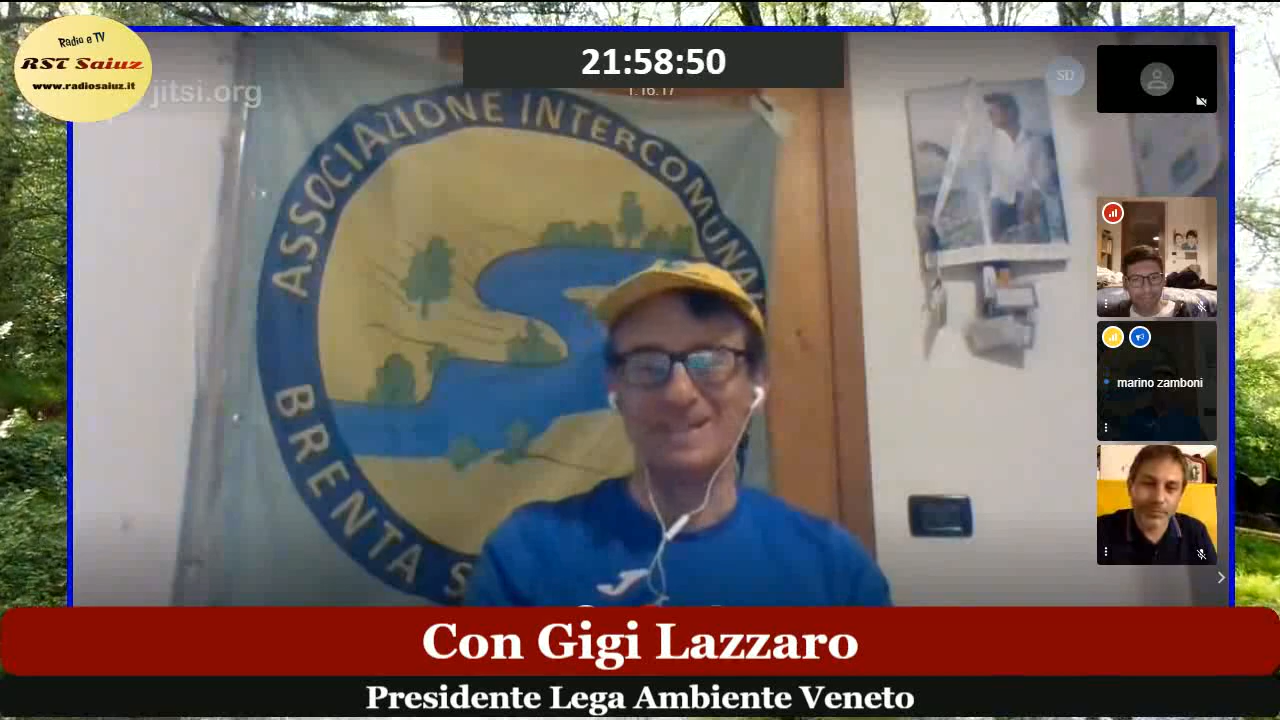 Radio e TV
RST Saiuz
www.radiosaiuz.it
jitsi.org
21:58:50
1:16:17
SD
ASSOCIAZIONE INTERCOMUNA
BRENTA S
marino zamboni
Con Gigi Lazzaro
Presidente Lega Ambiente Veneto